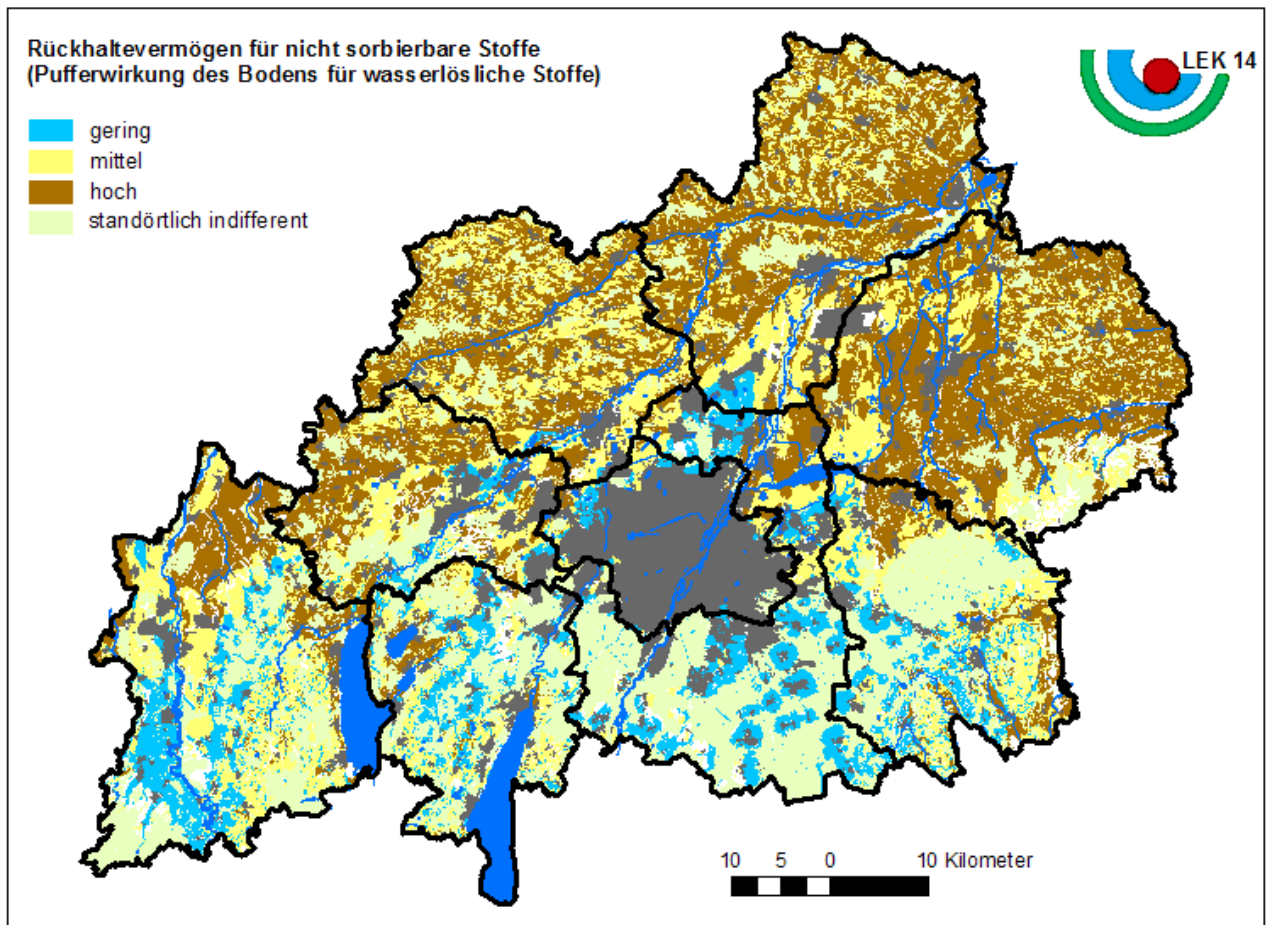 Rückhaltevermögen für nicht sorbierbare Stoffe
(Pufferwirkung des Bodens für wasserlösliche Stoffe)
LEK 14
gering
mittel
hoch
standörtlich indifferent
10 5 0 10 Kilometer